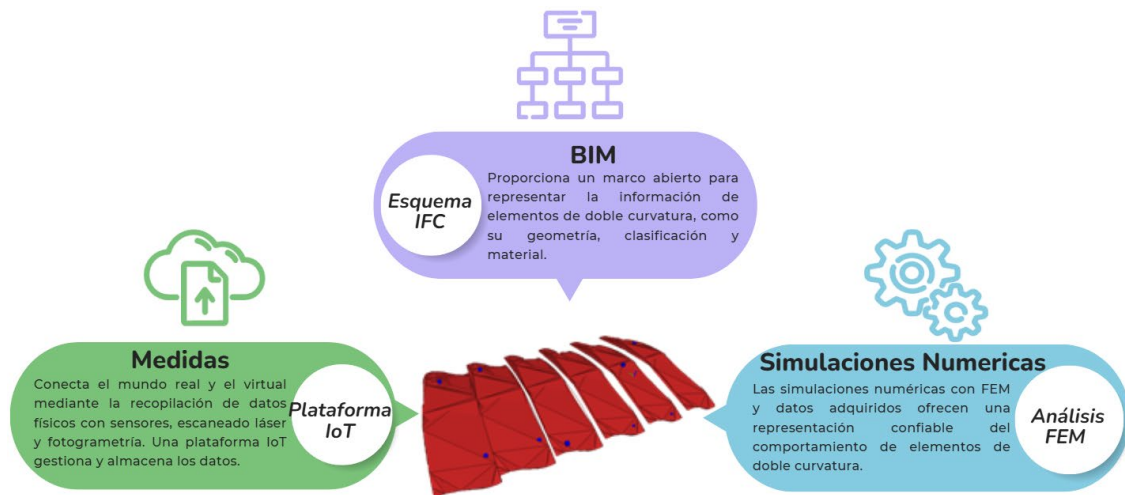 BIM
Esquema
IFC
Proporciona un marco abierto para
representar la información de
elementos de doble curvatura, como
su geometría, clasificación y
material.
Medidas
Conecta el mundo real y el virtual
mediante la recopilación de datos
físicos con sensores, escaneado láser
y fotogrametría. Una plataforma IoT
gestiona y almacena los datos.
Plataforma
IoT
Simulaciones Numericas
Las simulaciones numéricas con FEM
y datos adquiridos ofrecen una
representación confiable del
comportamiento de elementos de
doble curvatura.
Análisis
FEM